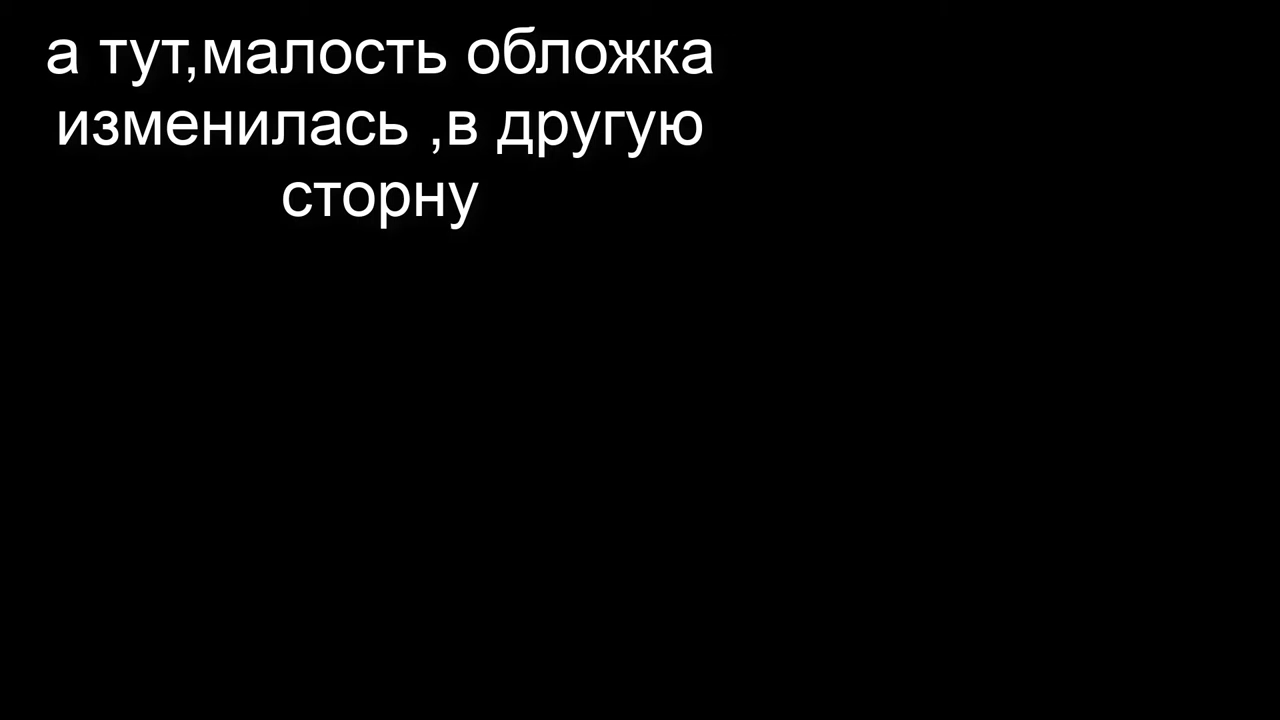 а тут,малость обложка
изменилась ,в другую
сторну